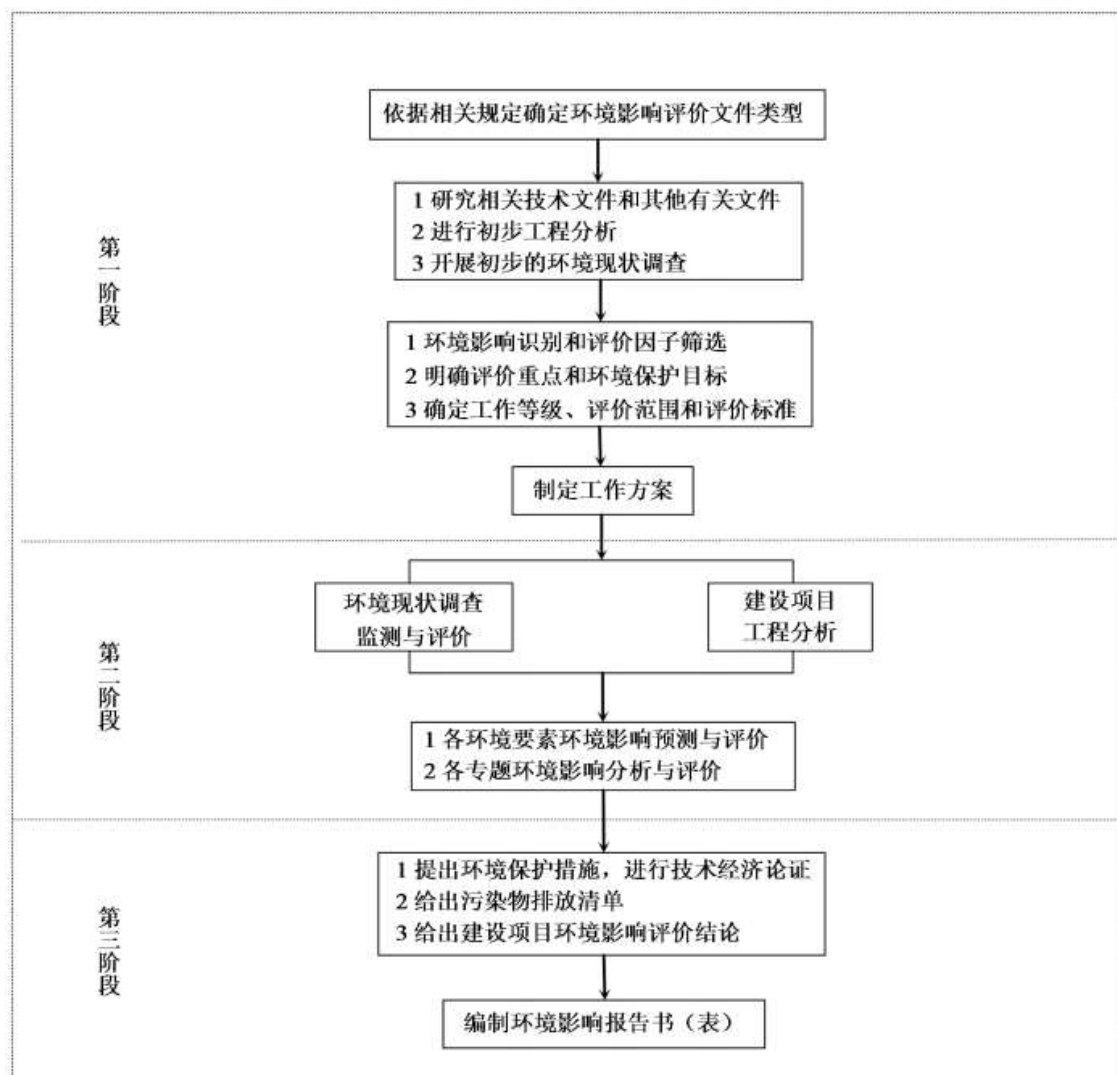 依据相关规定确定环境影响评价文件类型
1 研究相关技术文件和其他有关文件
2 进行初步工程分析
3 开展初步的环境现状调查
第一阶段
1 环境影响识别和评价因子筛选
2 明确评价重点和环境保护目标
3 确定工作等级、评价范围和评价标准
制定工作方案
环境现状调查
监测与评价
建设项目
工程分析
第二阶段
1 各环境要素环境影响预测与评价
2 各专题环境影响分析与评价
1 提出环境保护措施，进行技术经济论证
2 给出污染物排放清单
3 给出建设项目环境影响评价结论
第三阶段
编制环境影响报告书（表）